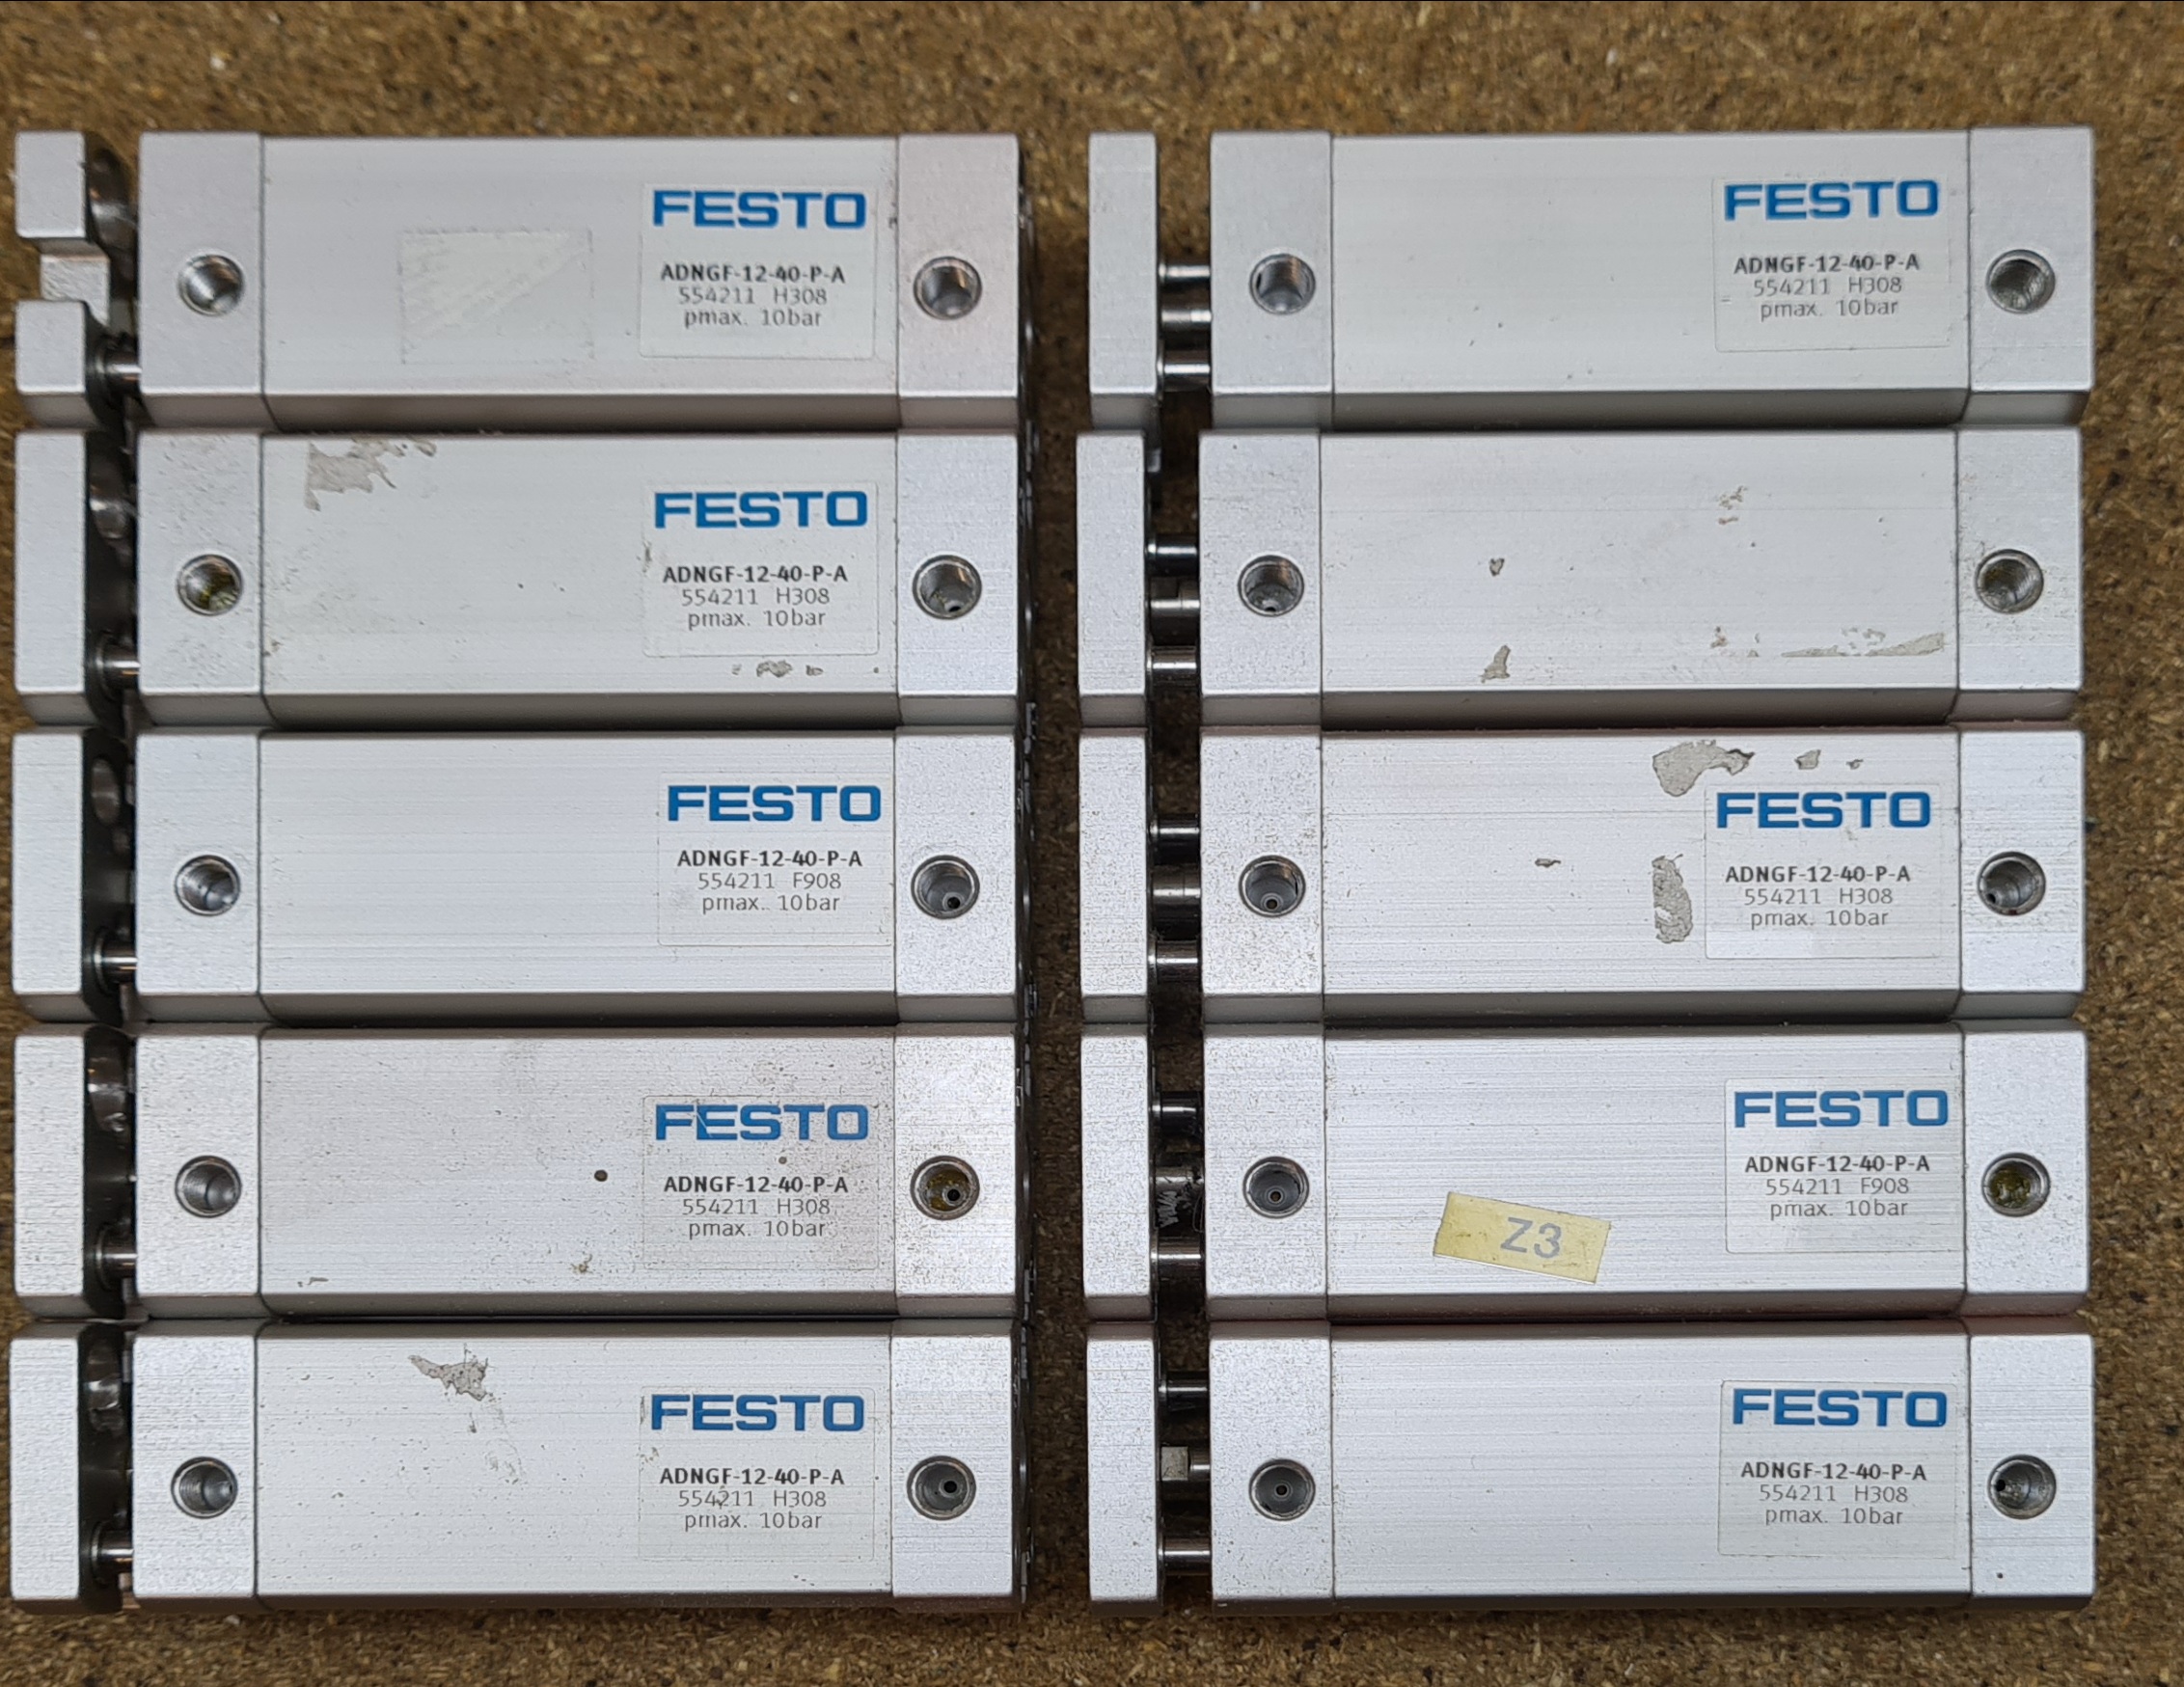 FESTO
ADNGF-12-40-P-A
554211 H308
pmax. 10bar
FESTO
ADNGF-12-40-P-A
554211 H308
pmax. 10bar
FESTO
ADNGF-12-40-P-A
554211 F908
pmax. 10bar
FESTO
ADNGF-12-40-P-A
554211 H308
pmax. 10bar
FESTO
ADNGF-12-40-P-A
554211 H308
pmax. 10bar
FESTO
ADNGF-12-40-P-A
554211 H308
pmax. 10bar
FESTO
ADNGF-12-40-P-A
554211 H308
pmax. 10bar
FESTO
ADNGF-12-40-P-A
554211 F908
pmax. 10bar
Z3
FESTO
ADNGF-12-40-P-A
554211 H308
pmax. 10bar